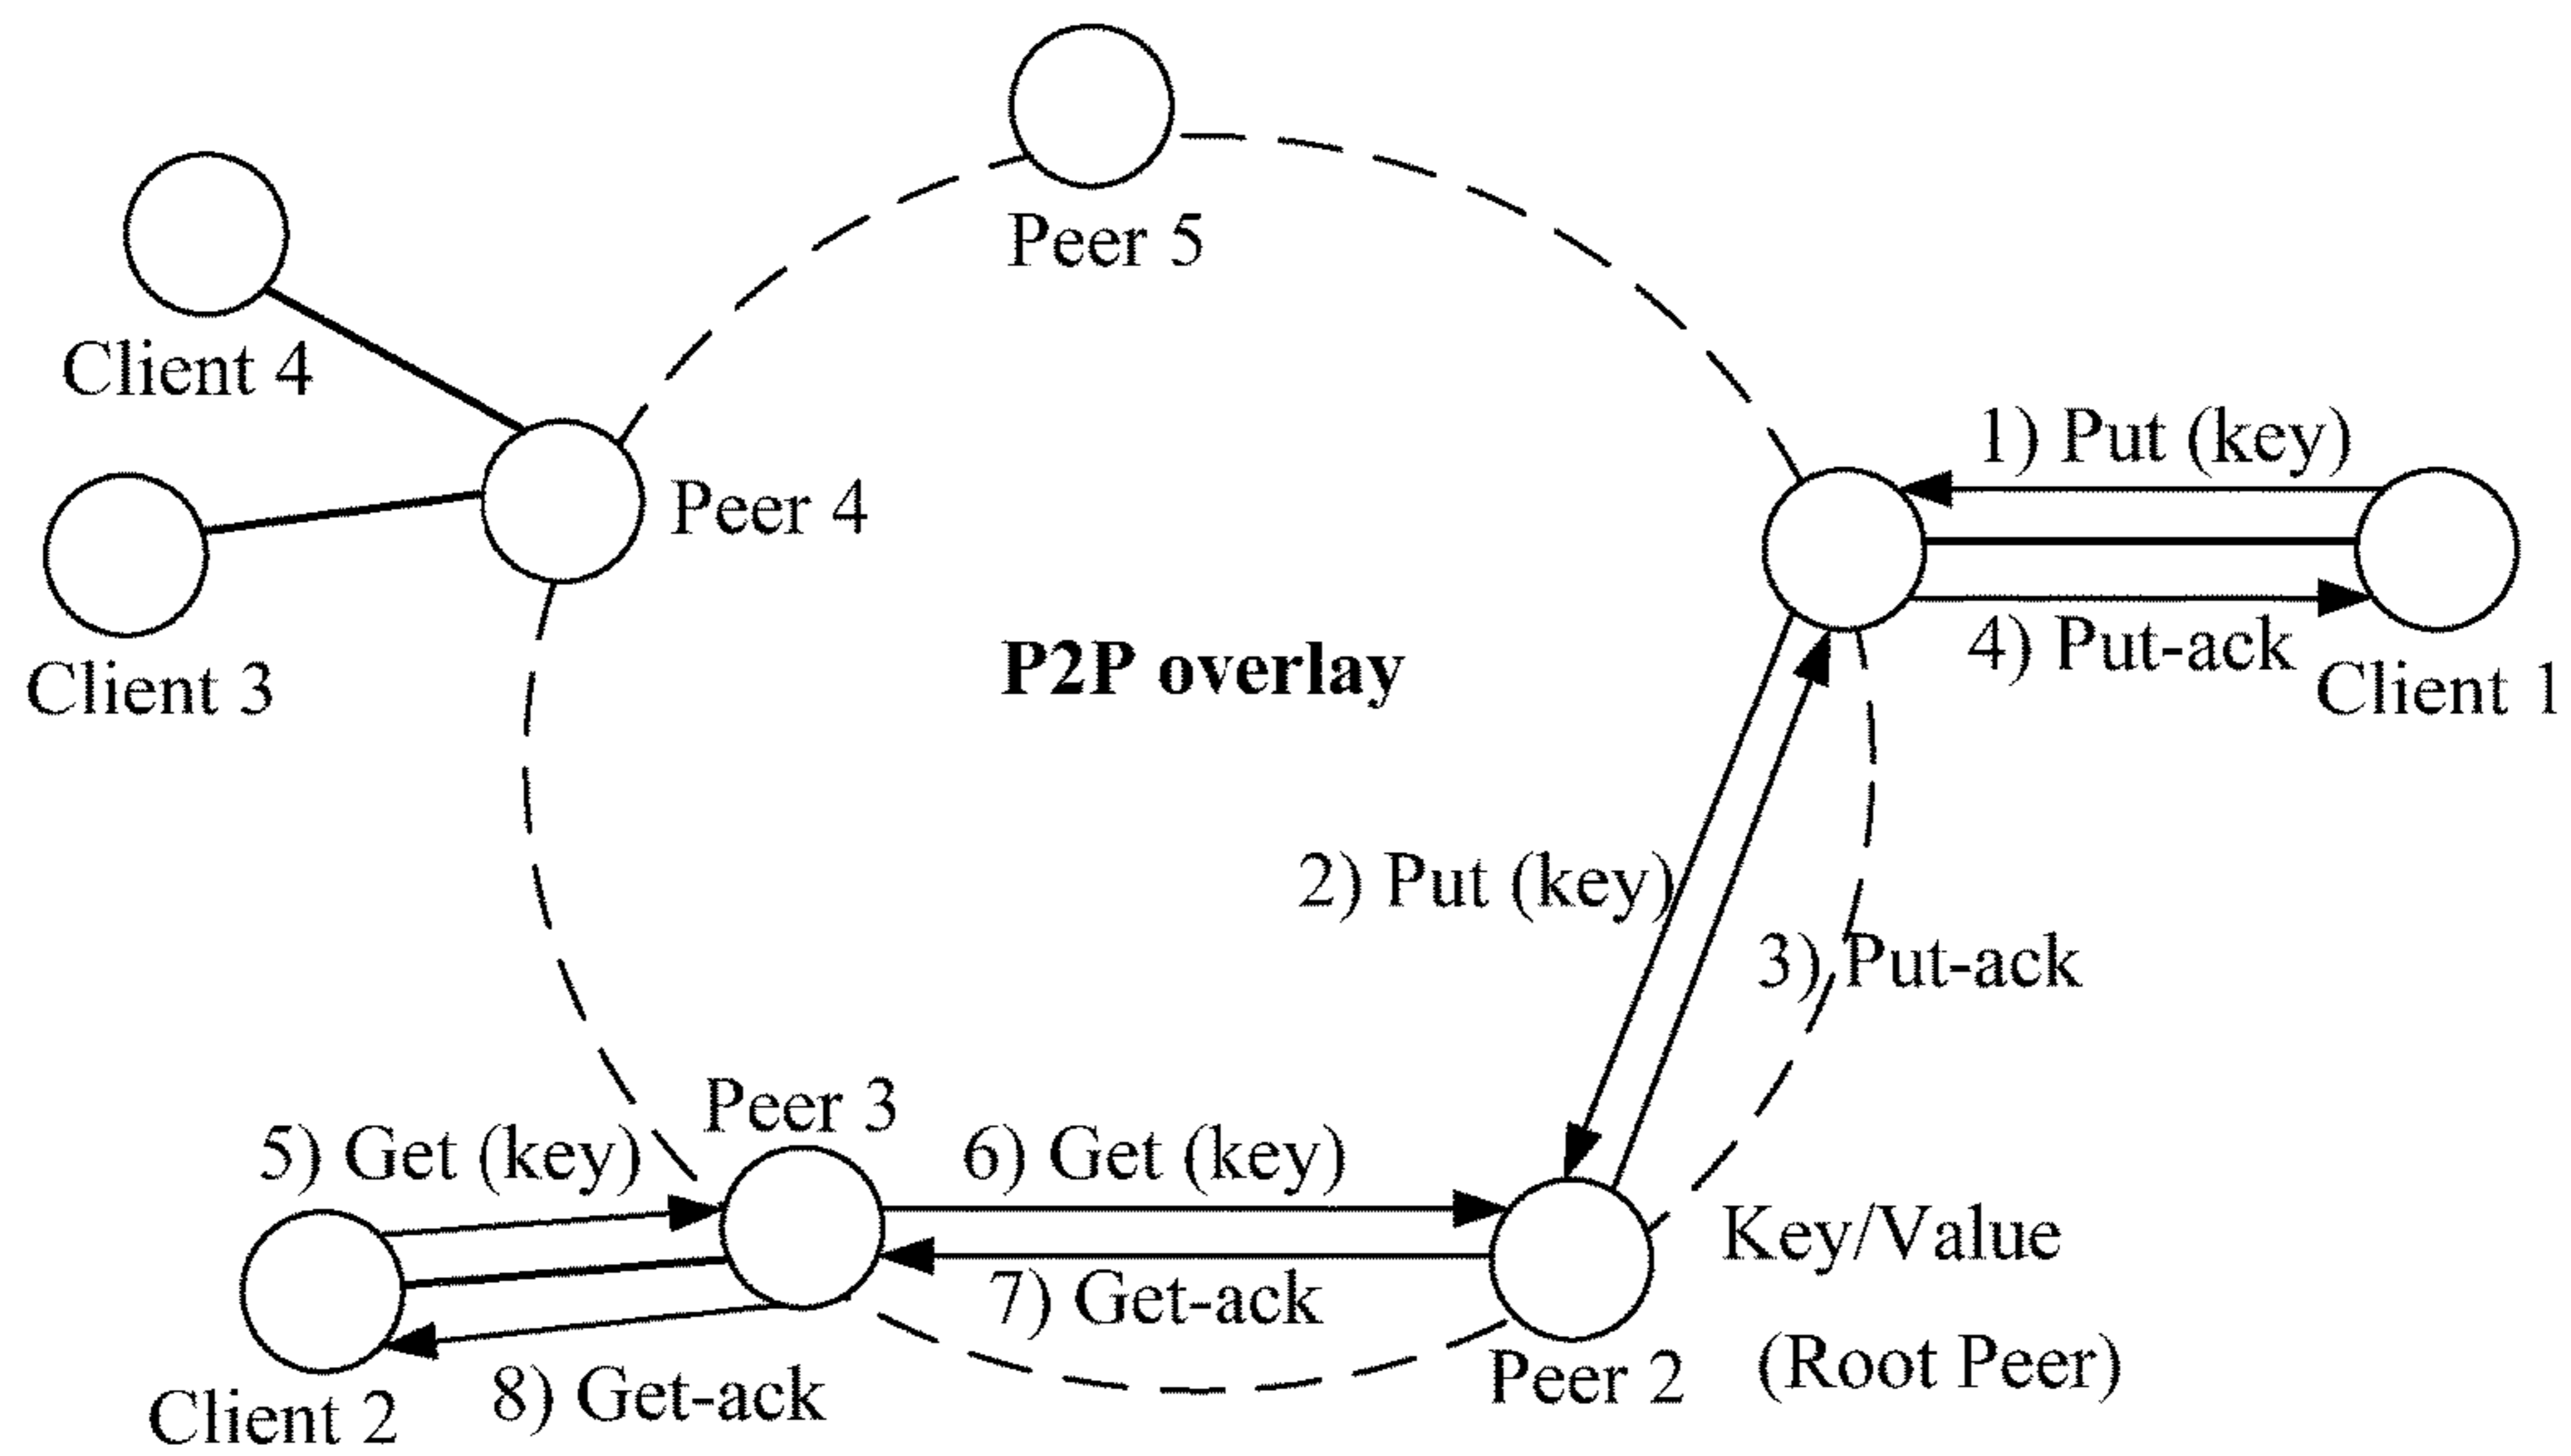 Peer 5
Client 4
1) Put (key)
Peer 4
4) Put-ack
P2P overlay
Client 3
Client 1
2) Put (key)
3) Put-ack
Peer 3
5) Get (key)
6) Get (key)
Key/Value
7) Get-ack
(Root Peer)
Peer 2
8) Get-ack
Client 2